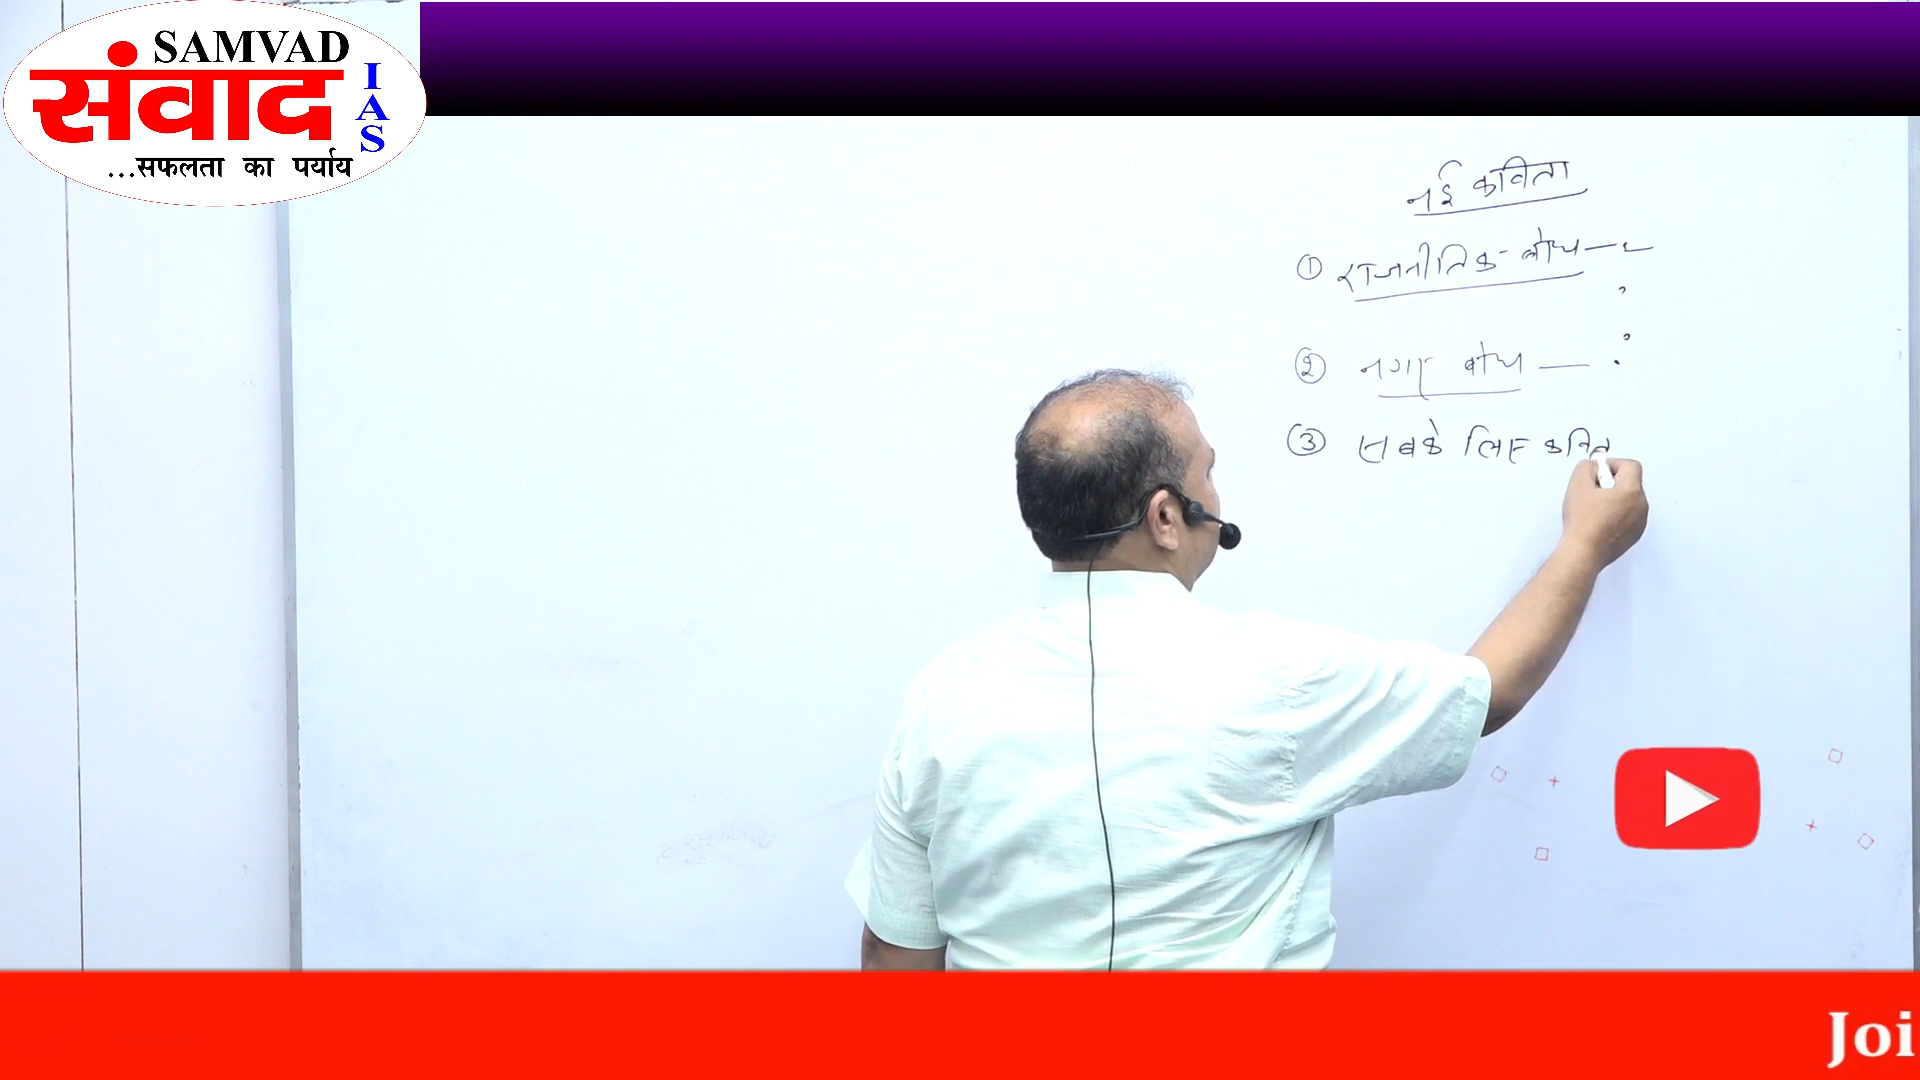 SAMVAD
संवाद
IAS
...सफलता का पर्याय
नई कविता
① राजनीतिक बोध —
② नगर बोध —
③ सबके लिए कवित
Joi